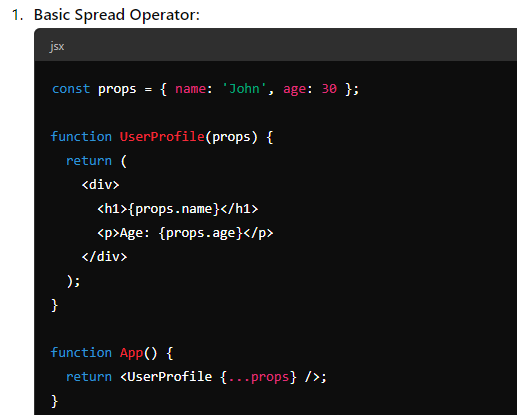 1. Basic Spread Operator:
jsx
const props = { name: 'John', age: 30 };
function UserProfile(props) {
  return (
    <div>
      <h1>{props.name}</h1>
      <p>Age: {props.age}</p>
    </div>
  );
}
function App() {
  return <UserProfile {...props} />;
}